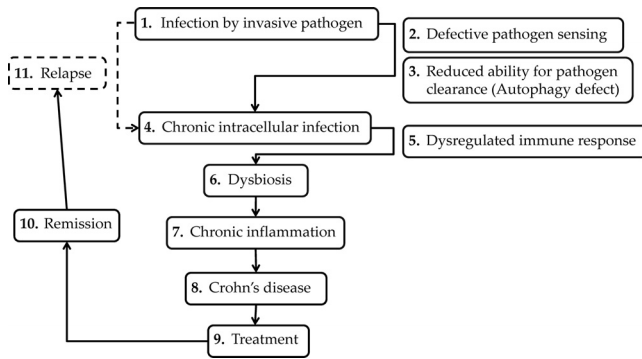 1. Infection by invasive pathogen
2. Defective pathogen sensing
11. Relapse
3. Reduced ability for pathogen
clearance (Autophagy defect)
4. Chronic intracellular infection
5. Dysregulated immune response
6. Dysbiosis
10. Remission
7. Chronic inflammation
8. Crohn's disease
9. Treatment